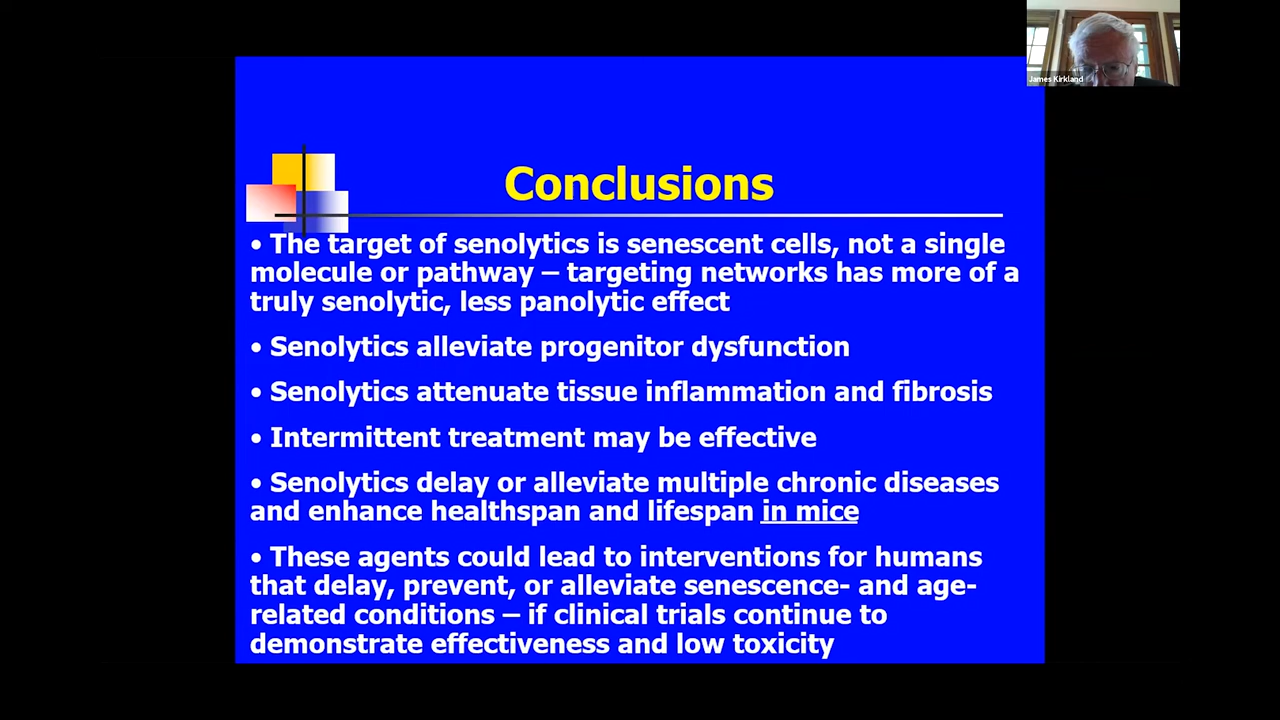 James Kirkland
Conclusions
• The target of senolytics is senescent cells, not a single
molecule or pathway – targeting networks has more of a
truly senolytic, less panolytic effect
• Senolytics alleviate progenitor dysfunction
• Senolytics attenuate tissue inflammation and fibrosis
• Intermittent treatment may be effective
• Senolytics delay or alleviate multiple chronic diseases
and enhance healthspan and lifespan in mice
• These agents could lead to interventions for humans
that delay, prevent, or alleviate senescence- and age-
related conditions – if clinical trials continue to
demonstrate effectiveness and low toxicity